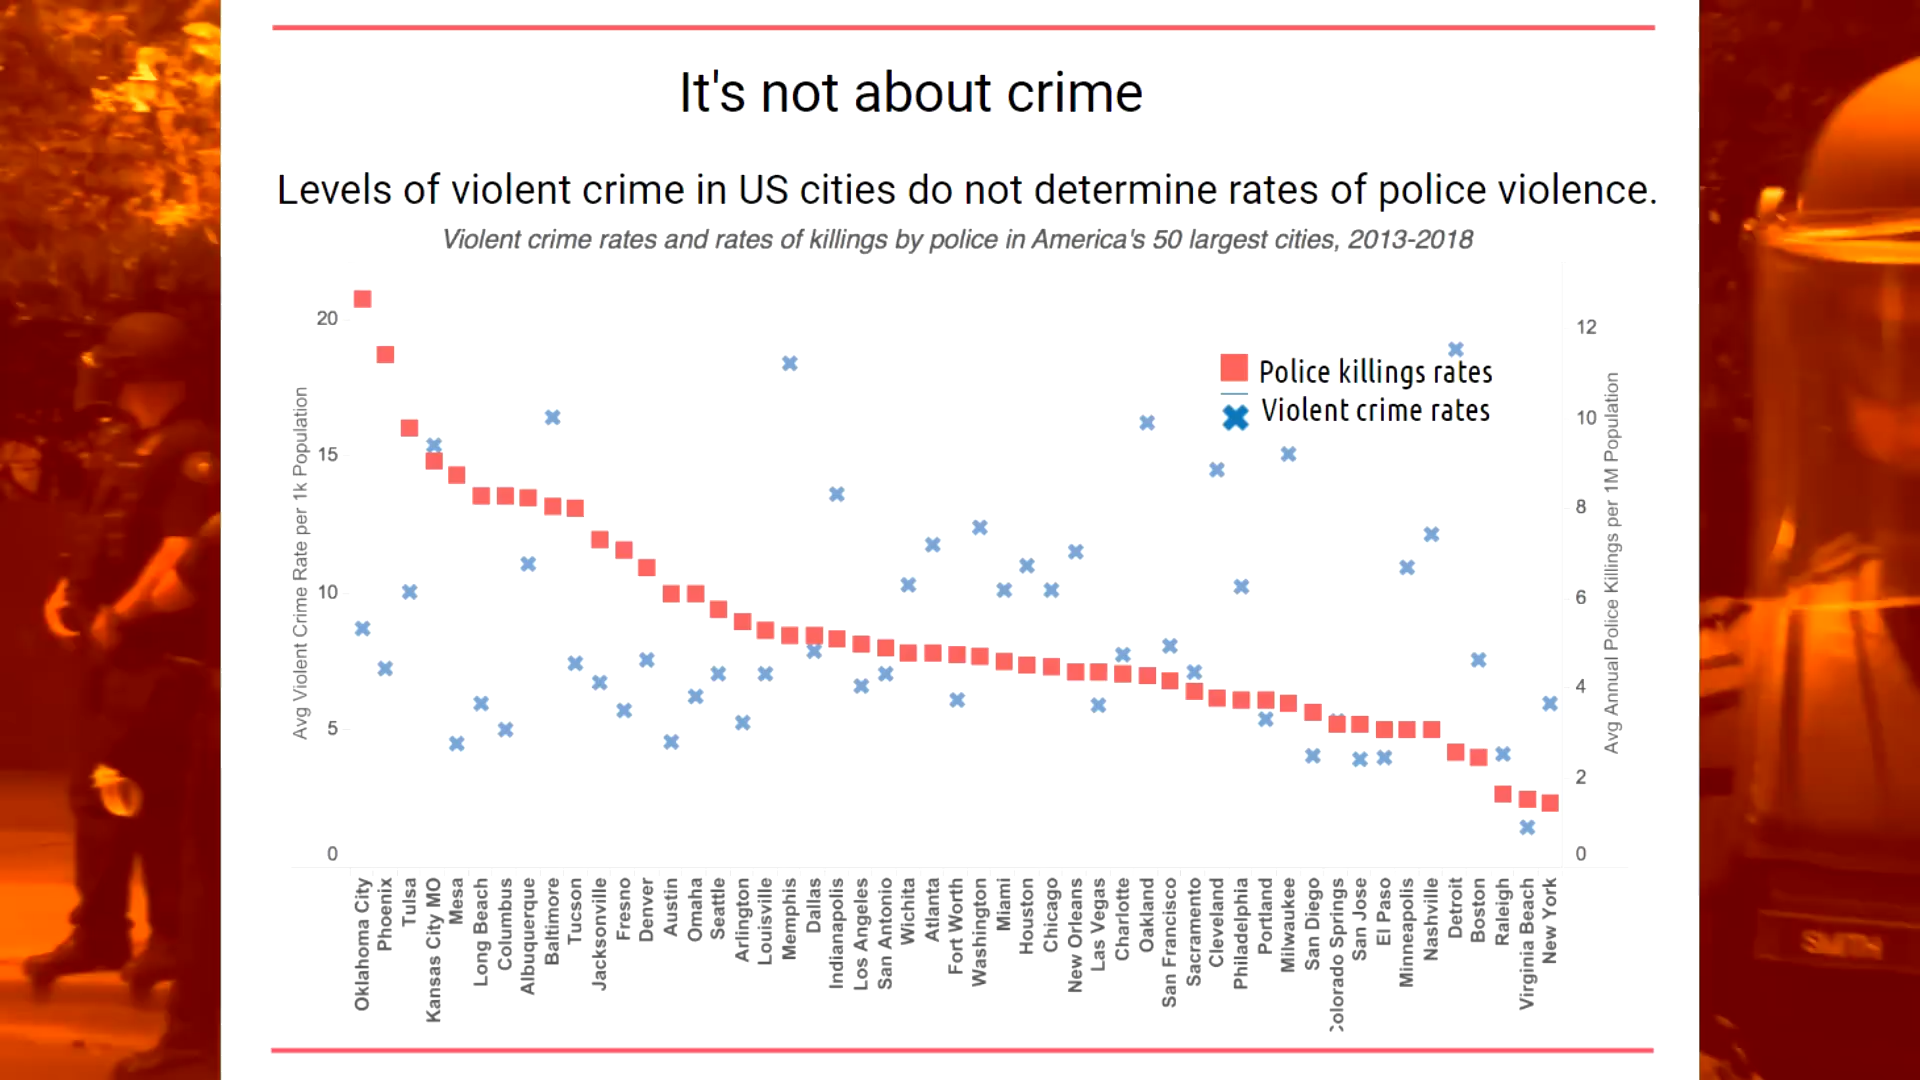 It's not about crime
Levels of violent crime in US cities do not determine rates of police violence.
Violent crime rates and rates of killings by police in America's 50 largest cities, 2013-2018
20
15
10
5
0
Avg Violent Crime Rate per 1k Population
Police killings rates
Violent crime rates
12
10
8
6
4
2
0
Avg Annual Police Killings per 1M Population
Oklahoma City
Phoenix
Tulsa
Kansas City MO
Mesa
Long Beach
Columbus
Albuquerque
Baltimore
Tucson
Jacksonville
Fresno
Denver
Austin
Omaha
Seattle
Arlington
Louisville
Memphis
Dallas
Indianapolis
Los Angeles
San Antonio
Wichita
Atlanta
Fort Worth
Washington
Miami
Houston
Chicago
New Orleans
Las Vegas
Charlotte
Oakland
San Francisco
Sacramento
Cleveland
Philadelphia
Portland
Milwaukee
San Diego
Colorado Springs
San Jose
El Paso
Minneapolis
Nashville
Detroit
Boston
Raleigh
Virginia Beach
New York
SMITH